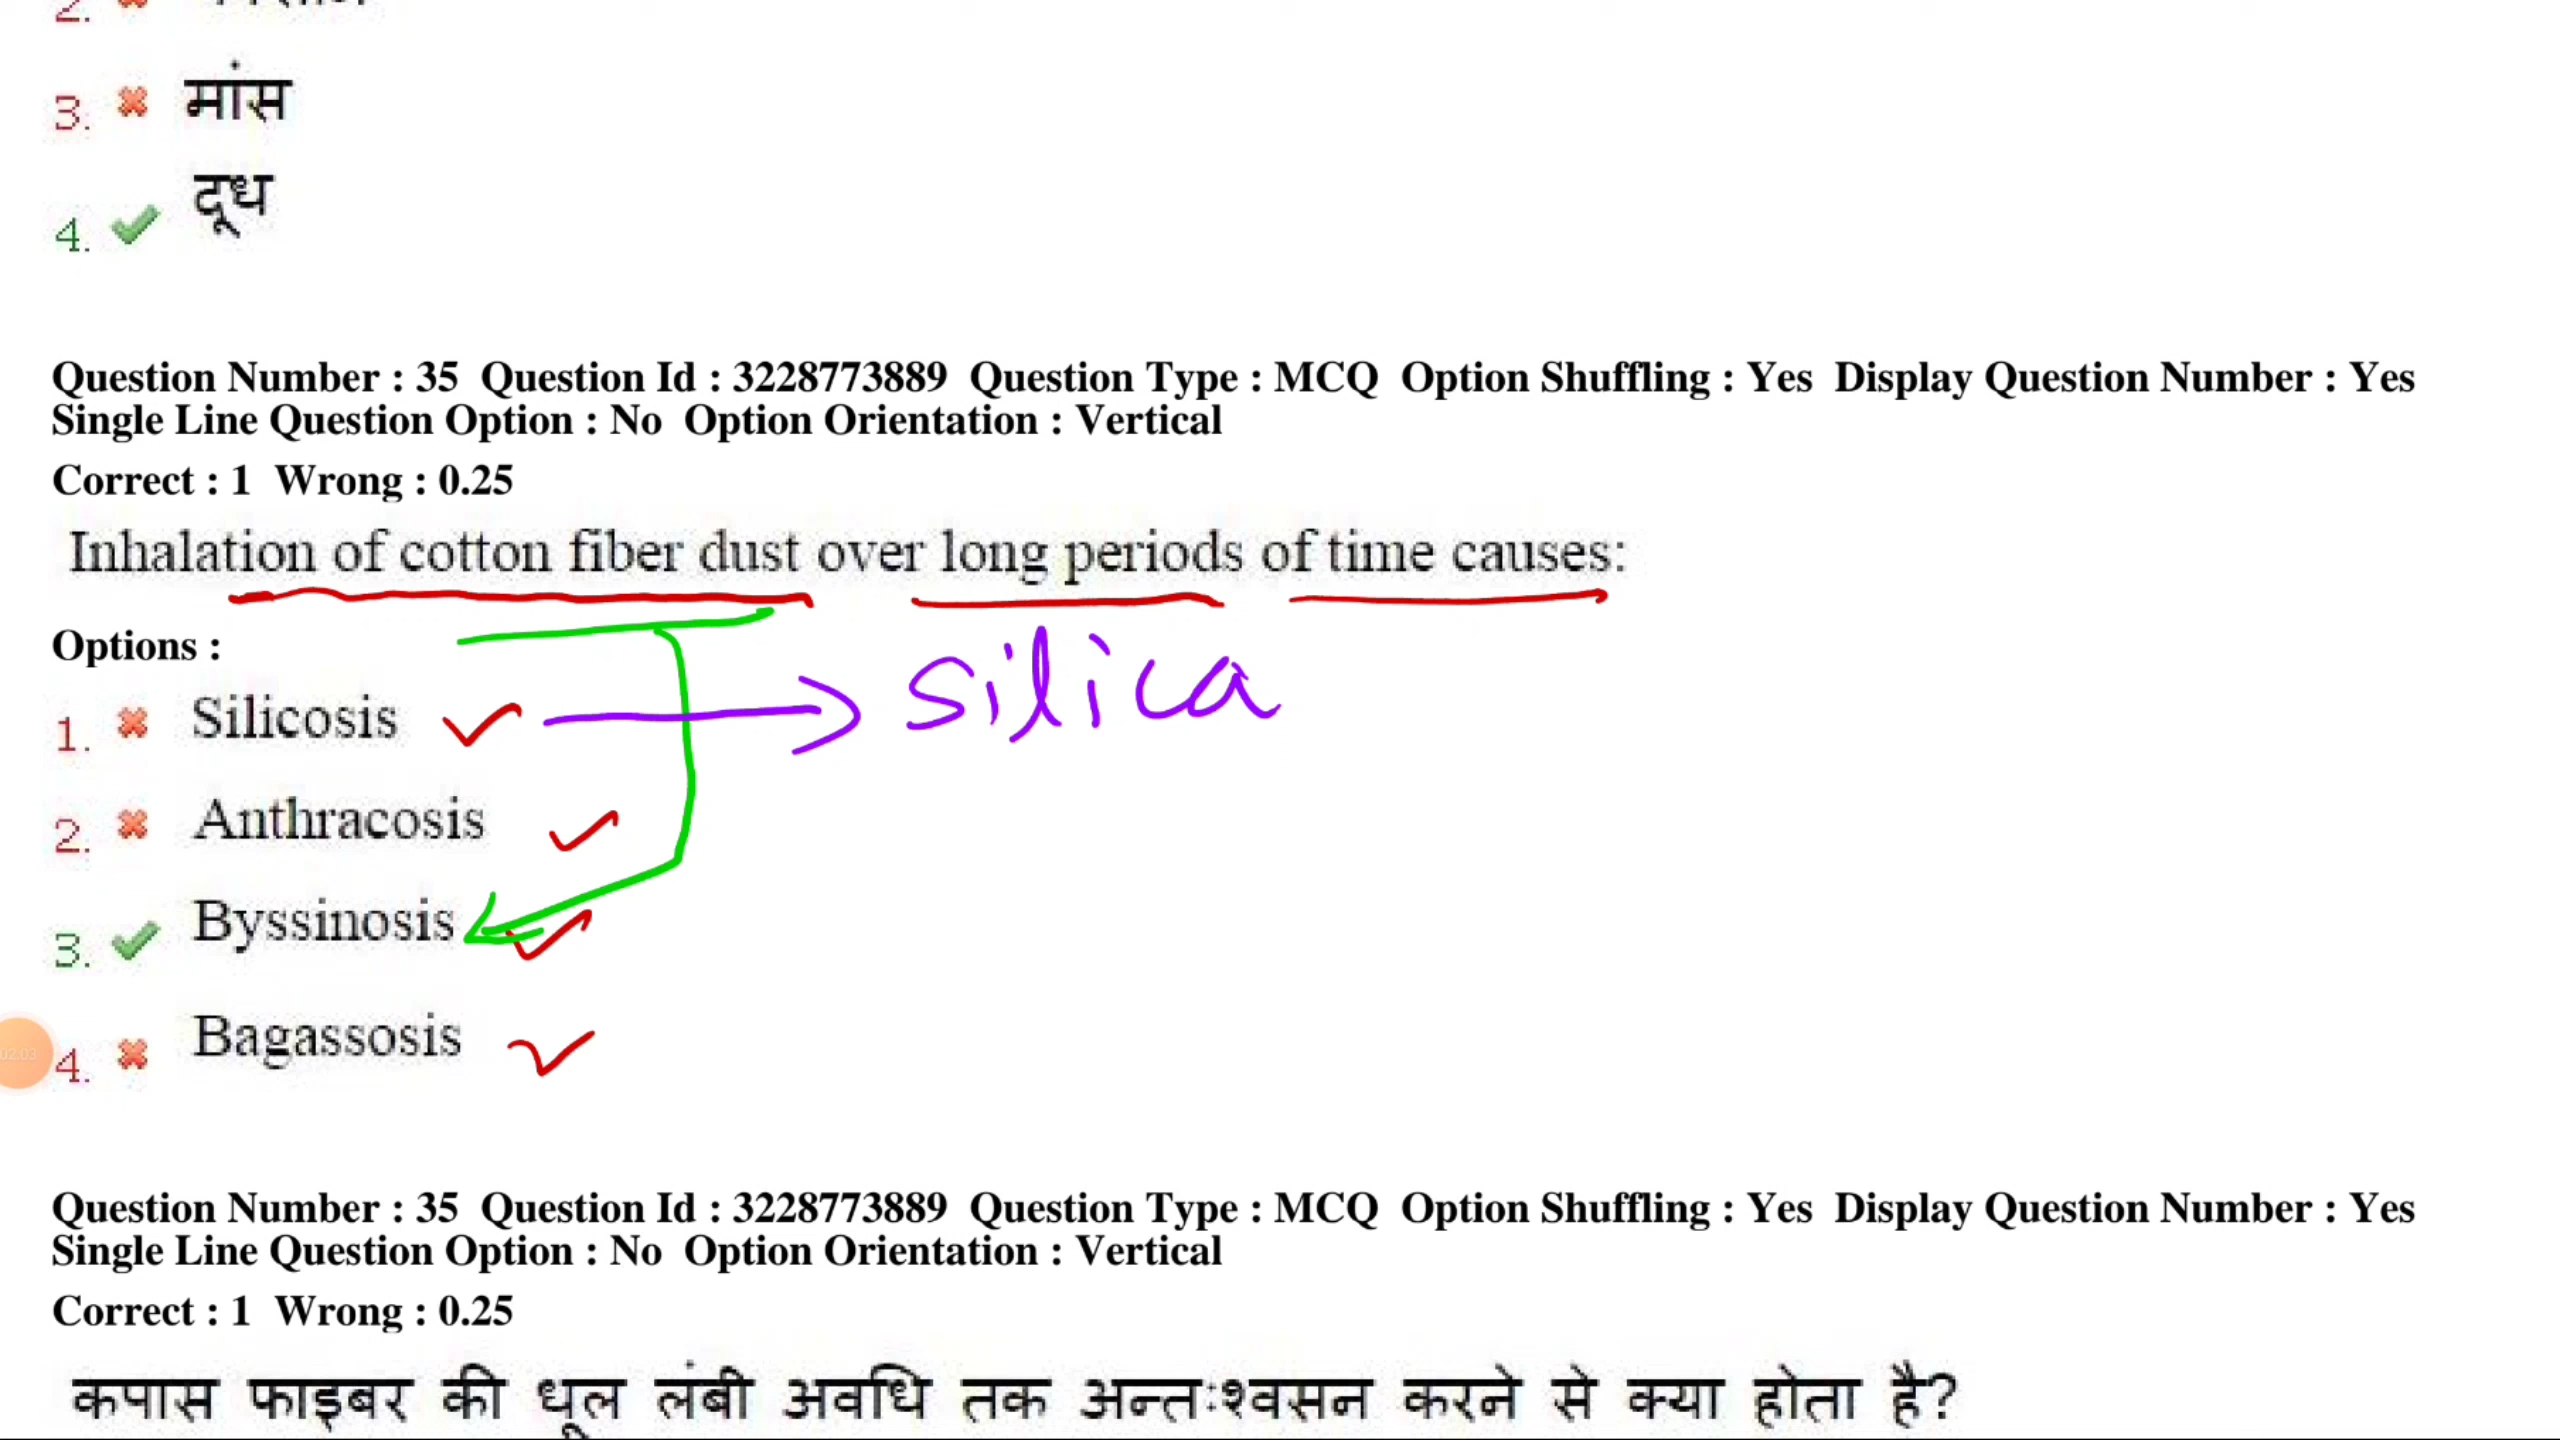 2.
3. मांस
4. दूध
Question Number : 35 Question Id : 3228773889 Question Type : MCQ Option Shuffling : Yes Display Question Number : Yes
Single Line Question Option : No Option Orientation : Vertical
Correct : 1 Wrong : 0.25
Inhalation of cotton fiber dust over long periods of time causes:
Options :
1. Silicosis silica
2. Anthracosis
3. Byssinosis
02:03
4. Bagassosis
Question Number : 35 Question Id : 3228773889 Question Type : MCQ Option Shuffling : Yes Display Question Number : Yes
Single Line Question Option : No Option Orientation : Vertical
Correct : 1 Wrong : 0.25
कपास फाइबर की धूल लंबी अवधि तक अन्तःश्वसन करने से क्या होता है?